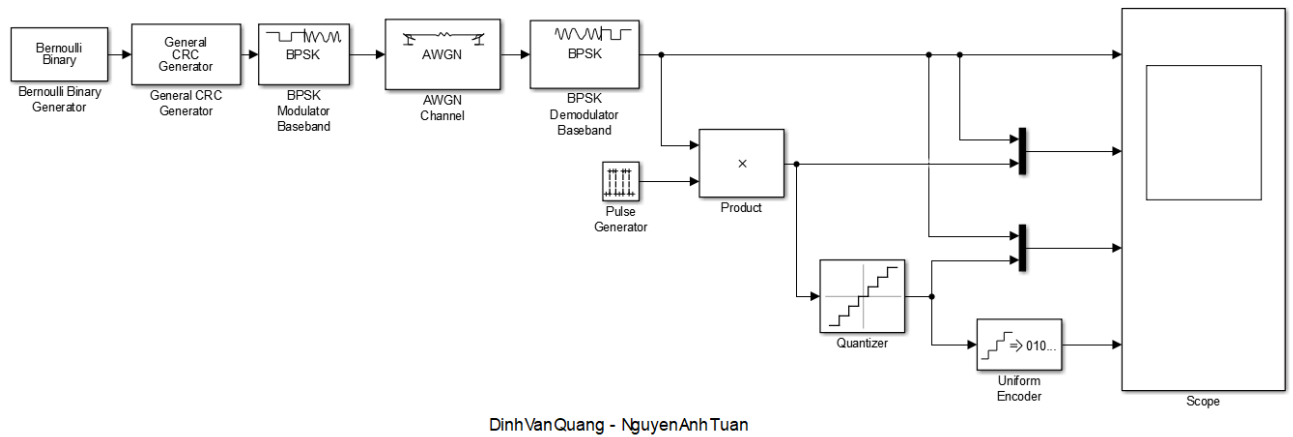 Bernoulli
Binary
Bernoulli Binary
Generator
General
CRC
Generator
General CRC
Generator
BPSK
BPSK
Modulator
Baseband
AWGN
AWGN
Channel
BPSK
BPSK
Demodulator
Baseband
Pulse
Generator
×
Product
Quantizer
=> 010...
Uniform
Encoder
Scope
DinhVanQuang - NguyenAnhTuan